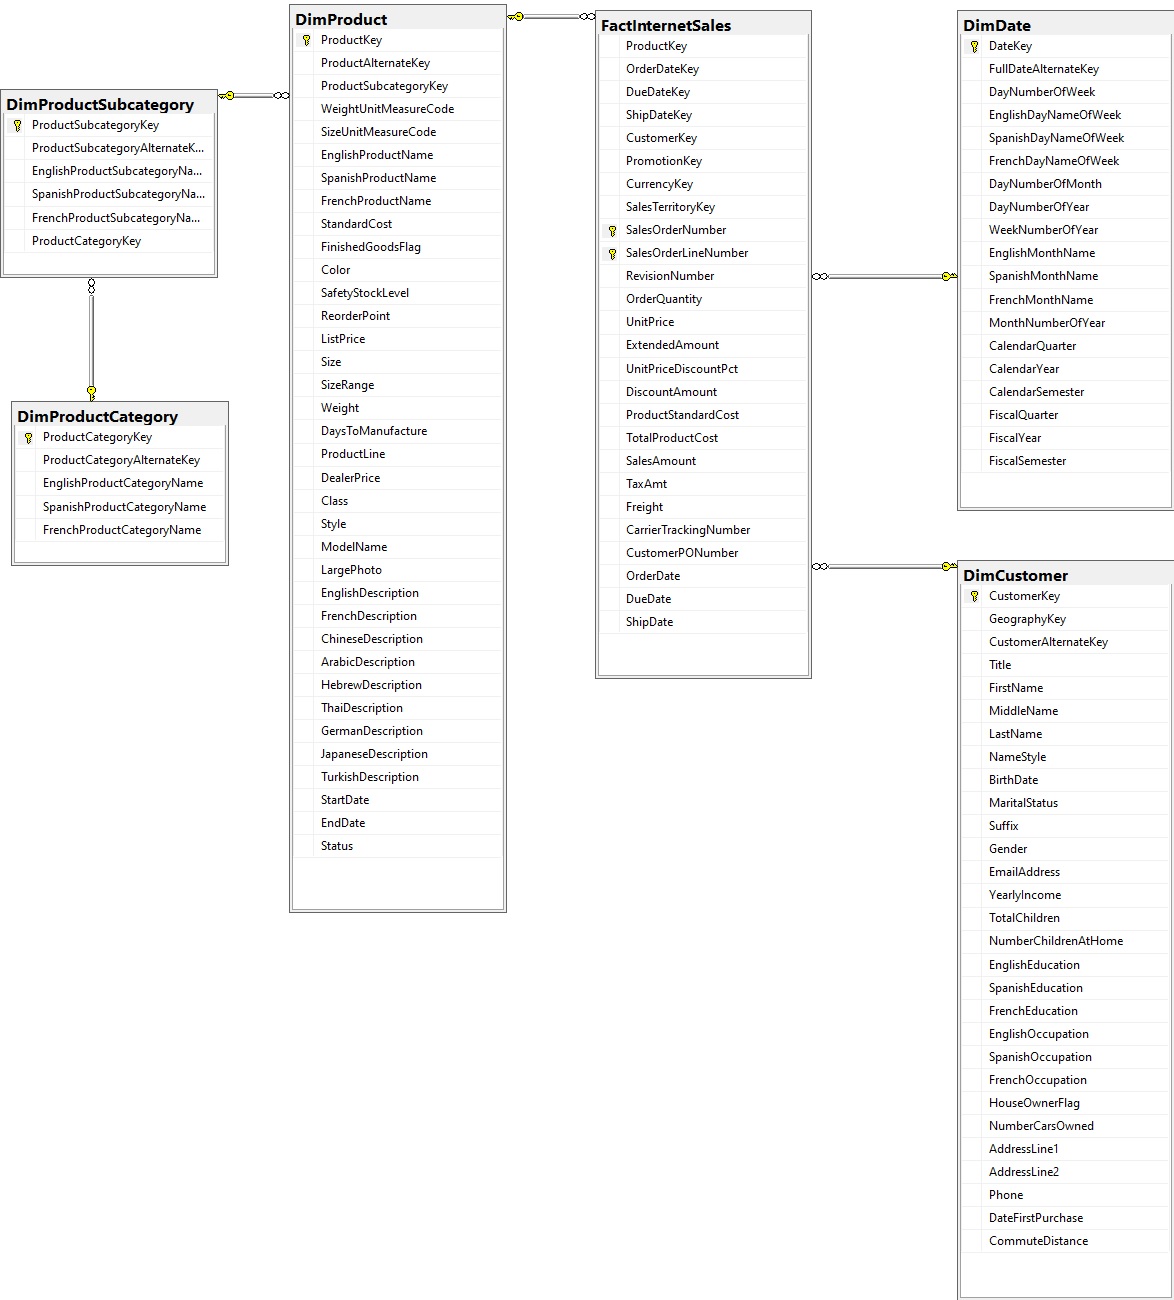 DimProductSubcategory
ProductSubcategoryKey
ProductSubcategoryAlternateK...
EnglishProductSubcategoryNa...
SpanishProductSubcategoryNa...
FrenchProductSubcategoryNa...
ProductCategoryKey
DimProductCategory
ProductCategoryKey
ProductCategoryAlternateKey
EnglishProductCategoryName
SpanishProductCategoryName
FrenchProductCategoryName
DimProduct
ProductKey
ProductAlternateKey
ProductSubcategoryKey
WeightUnitMeasureCode
SizeUnitMeasureCode
EnglishProductName
SpanishProductName
FrenchProductName
StandardCost
FinishedGoodsFlag
Color
SafetyStockLevel
ReorderPoint
ListPrice
Size
SizeRange
Weight
DaysToManufacture
ProductLine
DealerPrice
Class
Style
ModelName
LargePhoto
EnglishDescription
FrenchDescription
ChineseDescription
ArabicDescription
HebrewDescription
ThaiDescription
GermanDescription
JapaneseDescription
TurkishDescription
StartDate
EndDate
Status
FactInternetSales
ProductKey
OrderDateKey
DueDateKey
ShipDateKey
CustomerKey
PromotionKey
CurrencyKey
SalesTerritoryKey
SalesOrderNumber
SalesOrderLineNumber
RevisionNumber
OrderQuantity
UnitPrice
ExtendedAmount
UnitPriceDiscountPct
DiscountAmount
ProductStandardCost
TotalProductCost
SalesAmount
TaxAmt
Freight
CarrierTrackingNumber
CustomerPONumber
OrderDate
DueDate
ShipDate
DimDate
DateKey
FullDateAlternateKey
DayNumberOfWeek
EnglishDayNameOfWeek
SpanishDayNameOfWeek
FrenchDayNameOfWeek
DayNumberOfMonth
DayNumberOfYear
WeekNumberOfYear
EnglishMonthName
SpanishMonthName
FrenchMonthName
MonthNumberOfYear
CalendarQuarter
CalendarYear
CalendarSemester
FiscalQuarter
FiscalYear
FiscalSemester
DimCustomer
CustomerKey
GeographyKey
CustomerAlternateKey
Title
FirstName
MiddleName
LastName
NameStyle
BirthDate
MaritalStatus
Suffix
Gender
EmailAddress
YearlyIncome
TotalChildren
NumberChildrenAtHome
EnglishEducation
SpanishEducation
FrenchEducation
EnglishOccupation
SpanishOccupation
FrenchOccupation
HouseOwnerFlag
NumberCarsOwned
AddressLine1
AddressLine2
Phone
DateFirstPurchase
CommuteDistance